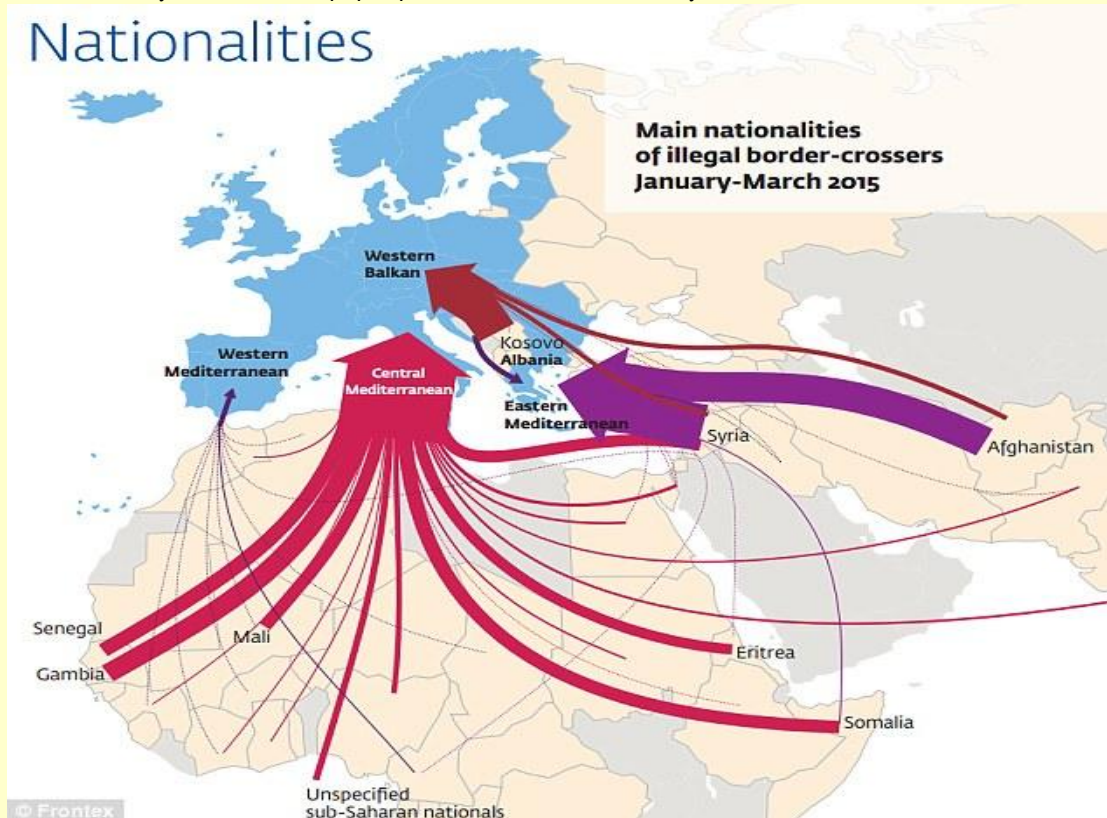 Nationalities
Main nationalities
of illegal border-crossers
January-March 2015
Western
Balkan
Kosovo
Albania
Western
Mediterranean
Central
Mediterranean
Eastern
Mediterranean
Syria
Afghanistan
Senegal
Gambia
Mali
Eritrea
Somalia
Unspecified
sub-Saharan nationals
© Frontex